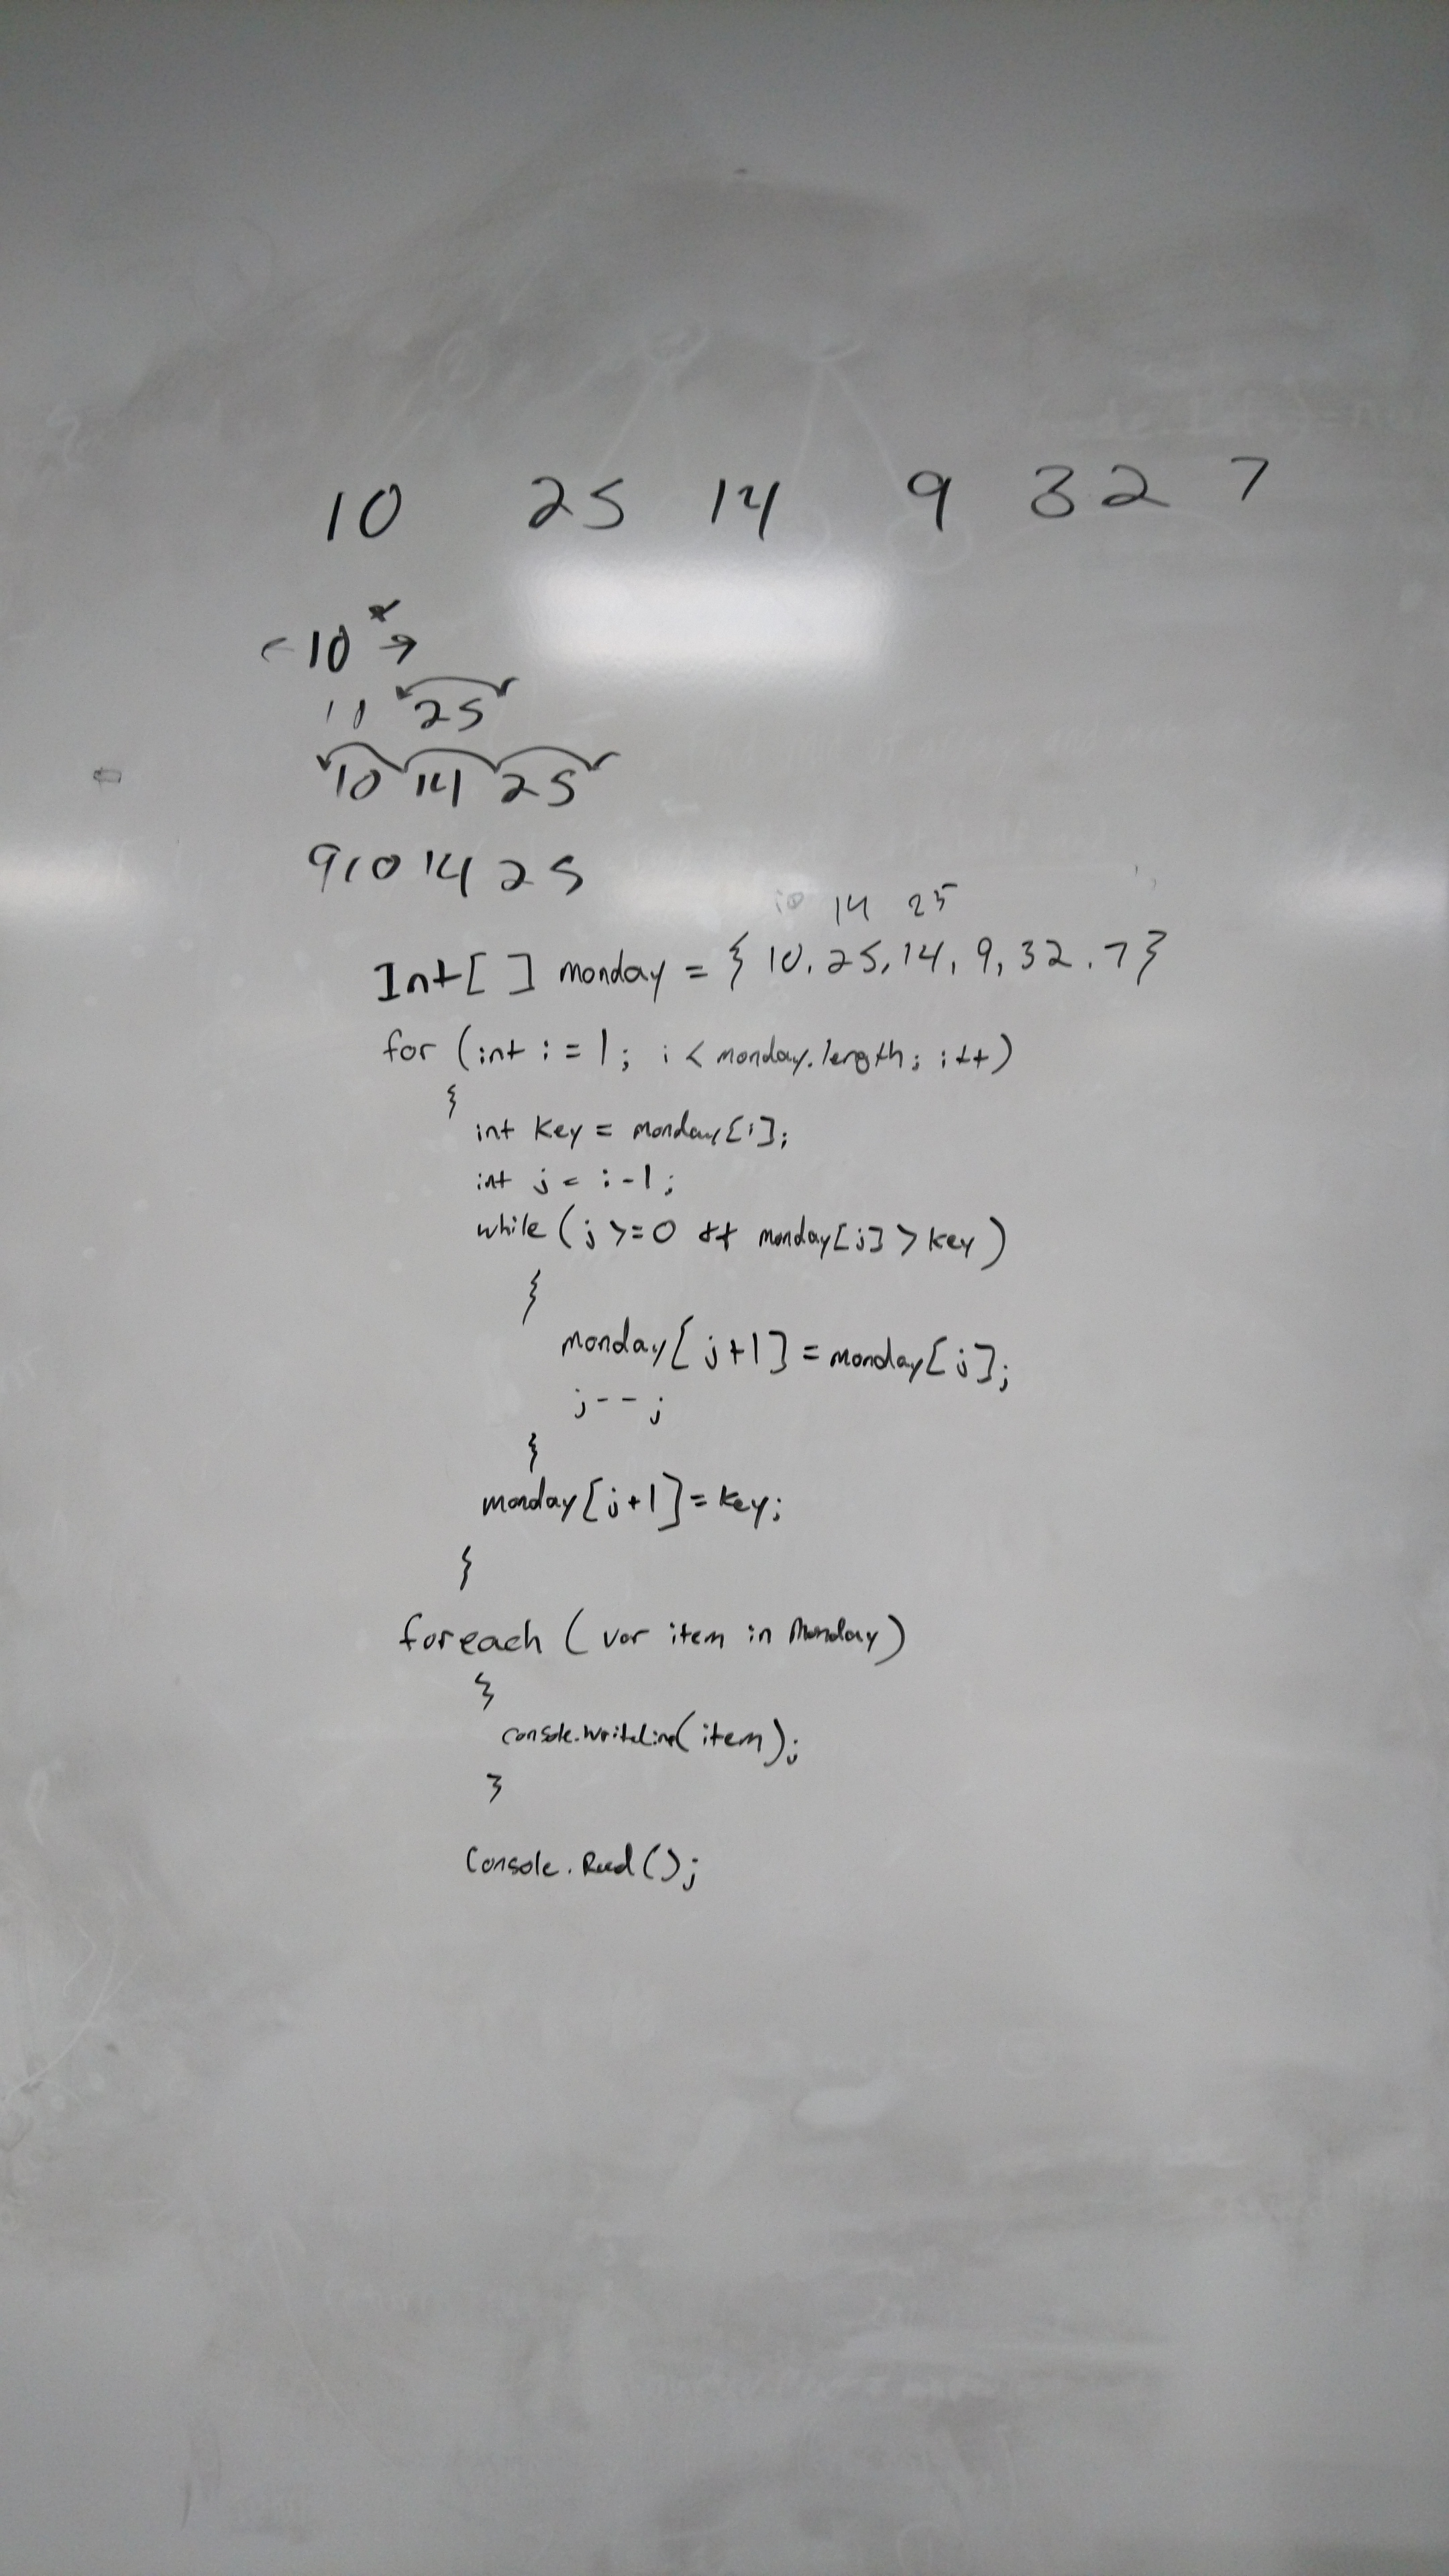 10 25 14 9 32 7
10
11 25
10 14 25
9 10 14 25
10 14 25
Int[ ] monday = { 10, 25, 14, 9, 32, 7 }
for (int i = 1; i < monday.length; i++)
{
int key = monday[i];
int j = i - 1;
while (j >= 0 && monday[j] > key)
{
monday[j+1] = monday[j];
j--;
}
monday[j+1] = key;
}
foreach (var item in Monday)
{
console.writeline(item);
}
Console.Read();